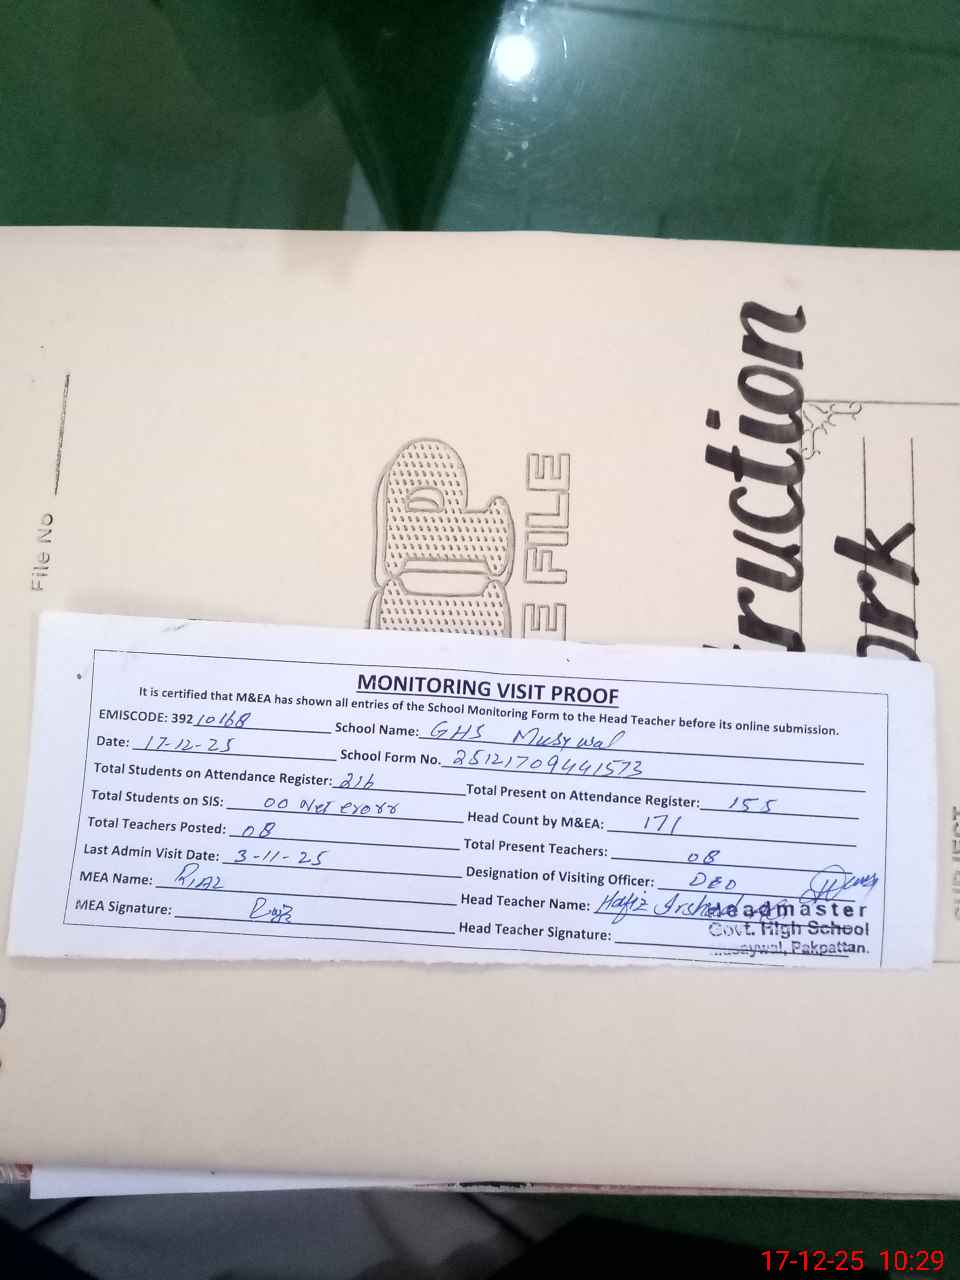 File No
E FILE
truction
ork
MONITORING VISIT PROOF
It is certified that M&EA has shown all entries of the School Monitoring Form to the Head Teacher before its online submission.
EMISCODE: 39210168 School Name: GHS Musywal
Date: 17-12-25 School Form No. 25121709441573
Total Students on Attendance Register: 216 Total Present on Attendance Register: 155
Total Students on SIS: 00 Net erorr Head Count by M&EA: 171
Total Teachers Posted: 08 Total Present Teachers: 08
Last Admin Visit Date: 3-11-25 Designation of Visiting Officer: DEO
MEA Name: RIAZ Head Teacher Name: Hafiz Irshad
MEA Signature: Head Teacher Signature:
Headmaster
Govt. High School
Pakpattan.
17-12-25 10:29